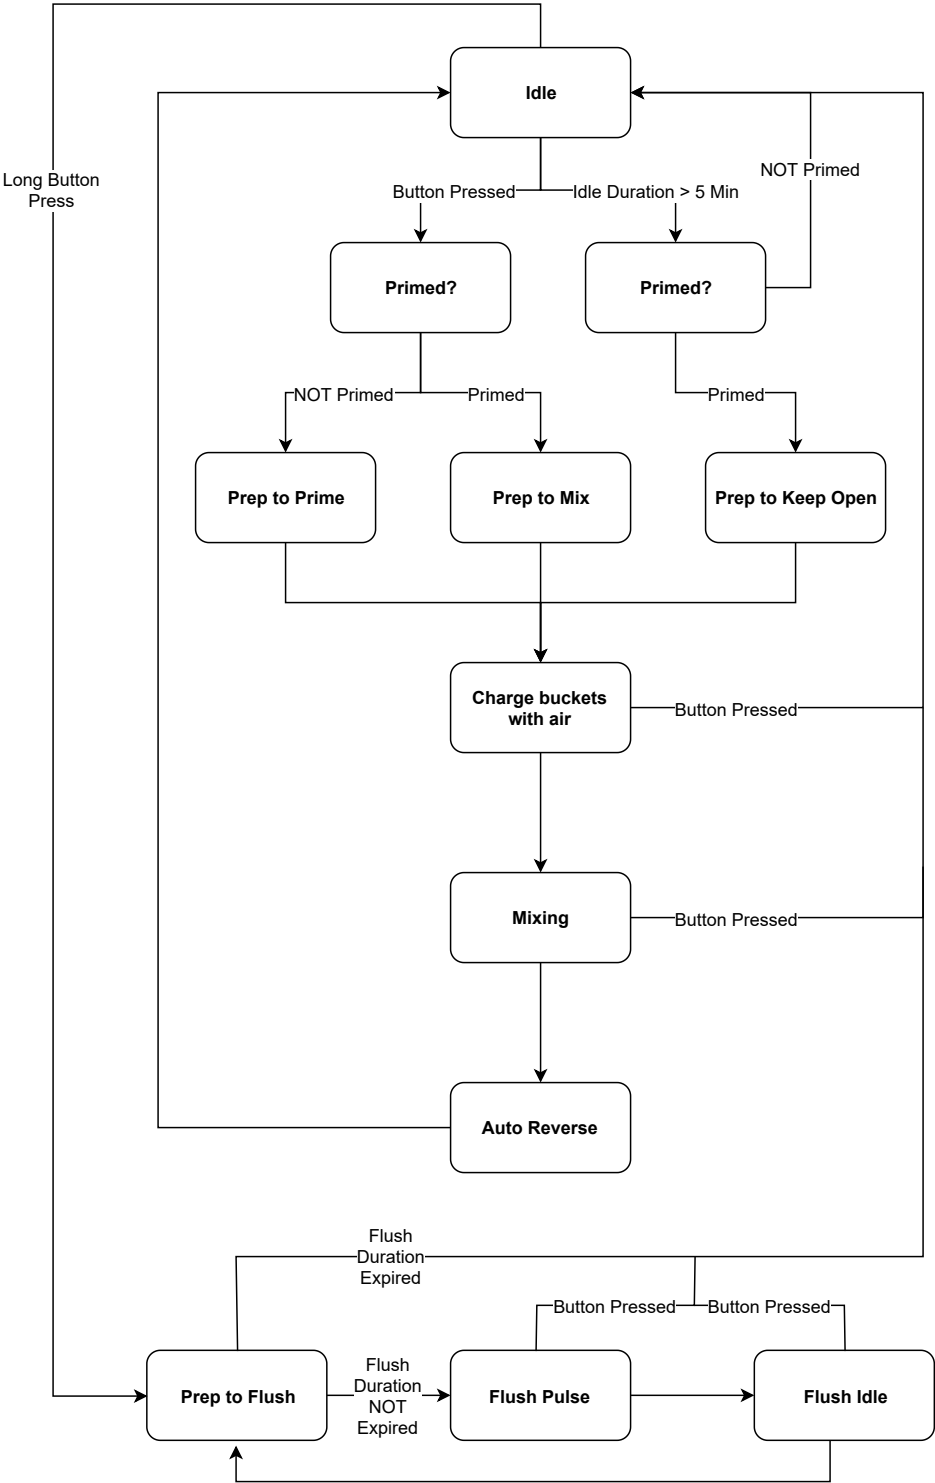 Idle
Long Button
Press
NOT Primed
Button Pressed
Idle Duration > 5 Min
Primed?
Primed?
NOT Primed
Primed
Primed
Prep to Prime
Prep to Mix
Prep to Keep Open
Charge buckets
with air
Button Pressed
Mixing
Button Pressed
Auto Reverse
Flush
Duration
Expired
Button Pressed
Button Pressed
Prep to Flush
Flush
Duration
NOT
Expired
Flush Pulse
Flush Idle